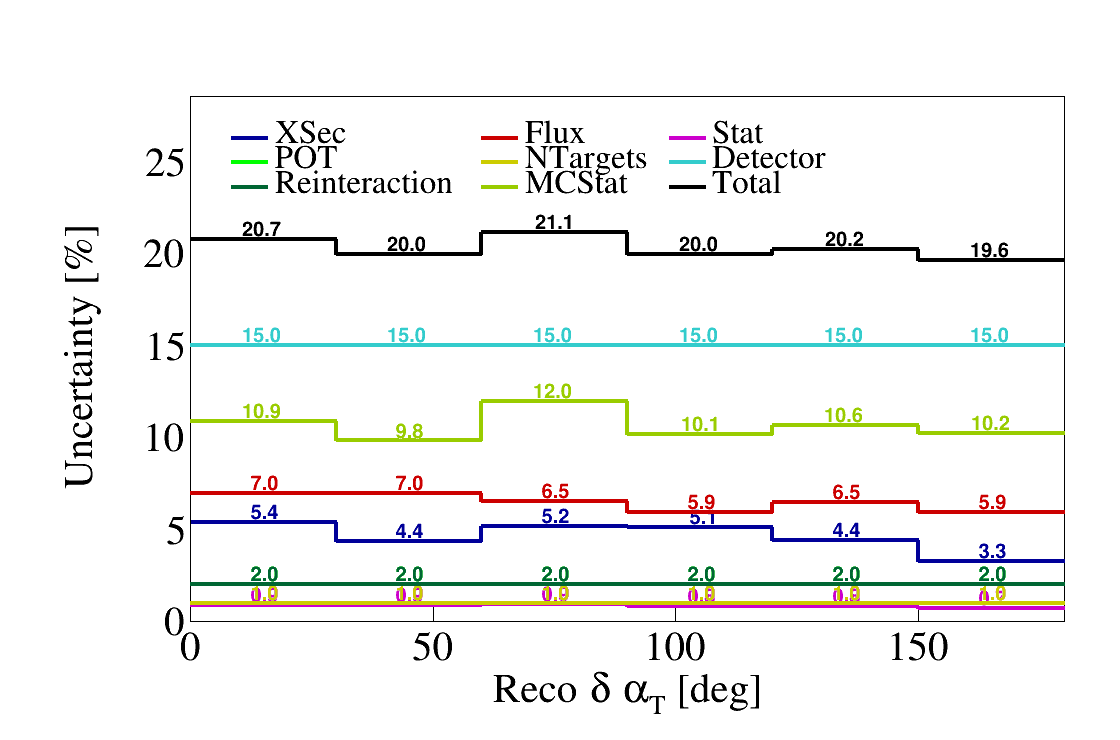 XSec Flux Stat
POT NTargets Detector
Reinteraction MCStat Total
25
20
15
10
5
0
Uncertainty [%]
20.7 20.0 21.1 20.0 20.2 19.6
15.0 15.0 15.0 15.0 15.0 15.0
10.9 9.8 12.0 10.1 10.6 10.2
7.0 7.0 6.5 5.9 6.5 5.9
5.4 4.4 5.2 5.1 4.4 3.3
2.0 2.0 2.0 2.0 2.0 2.0
0 50 100 150
Reco δ αT [deg]